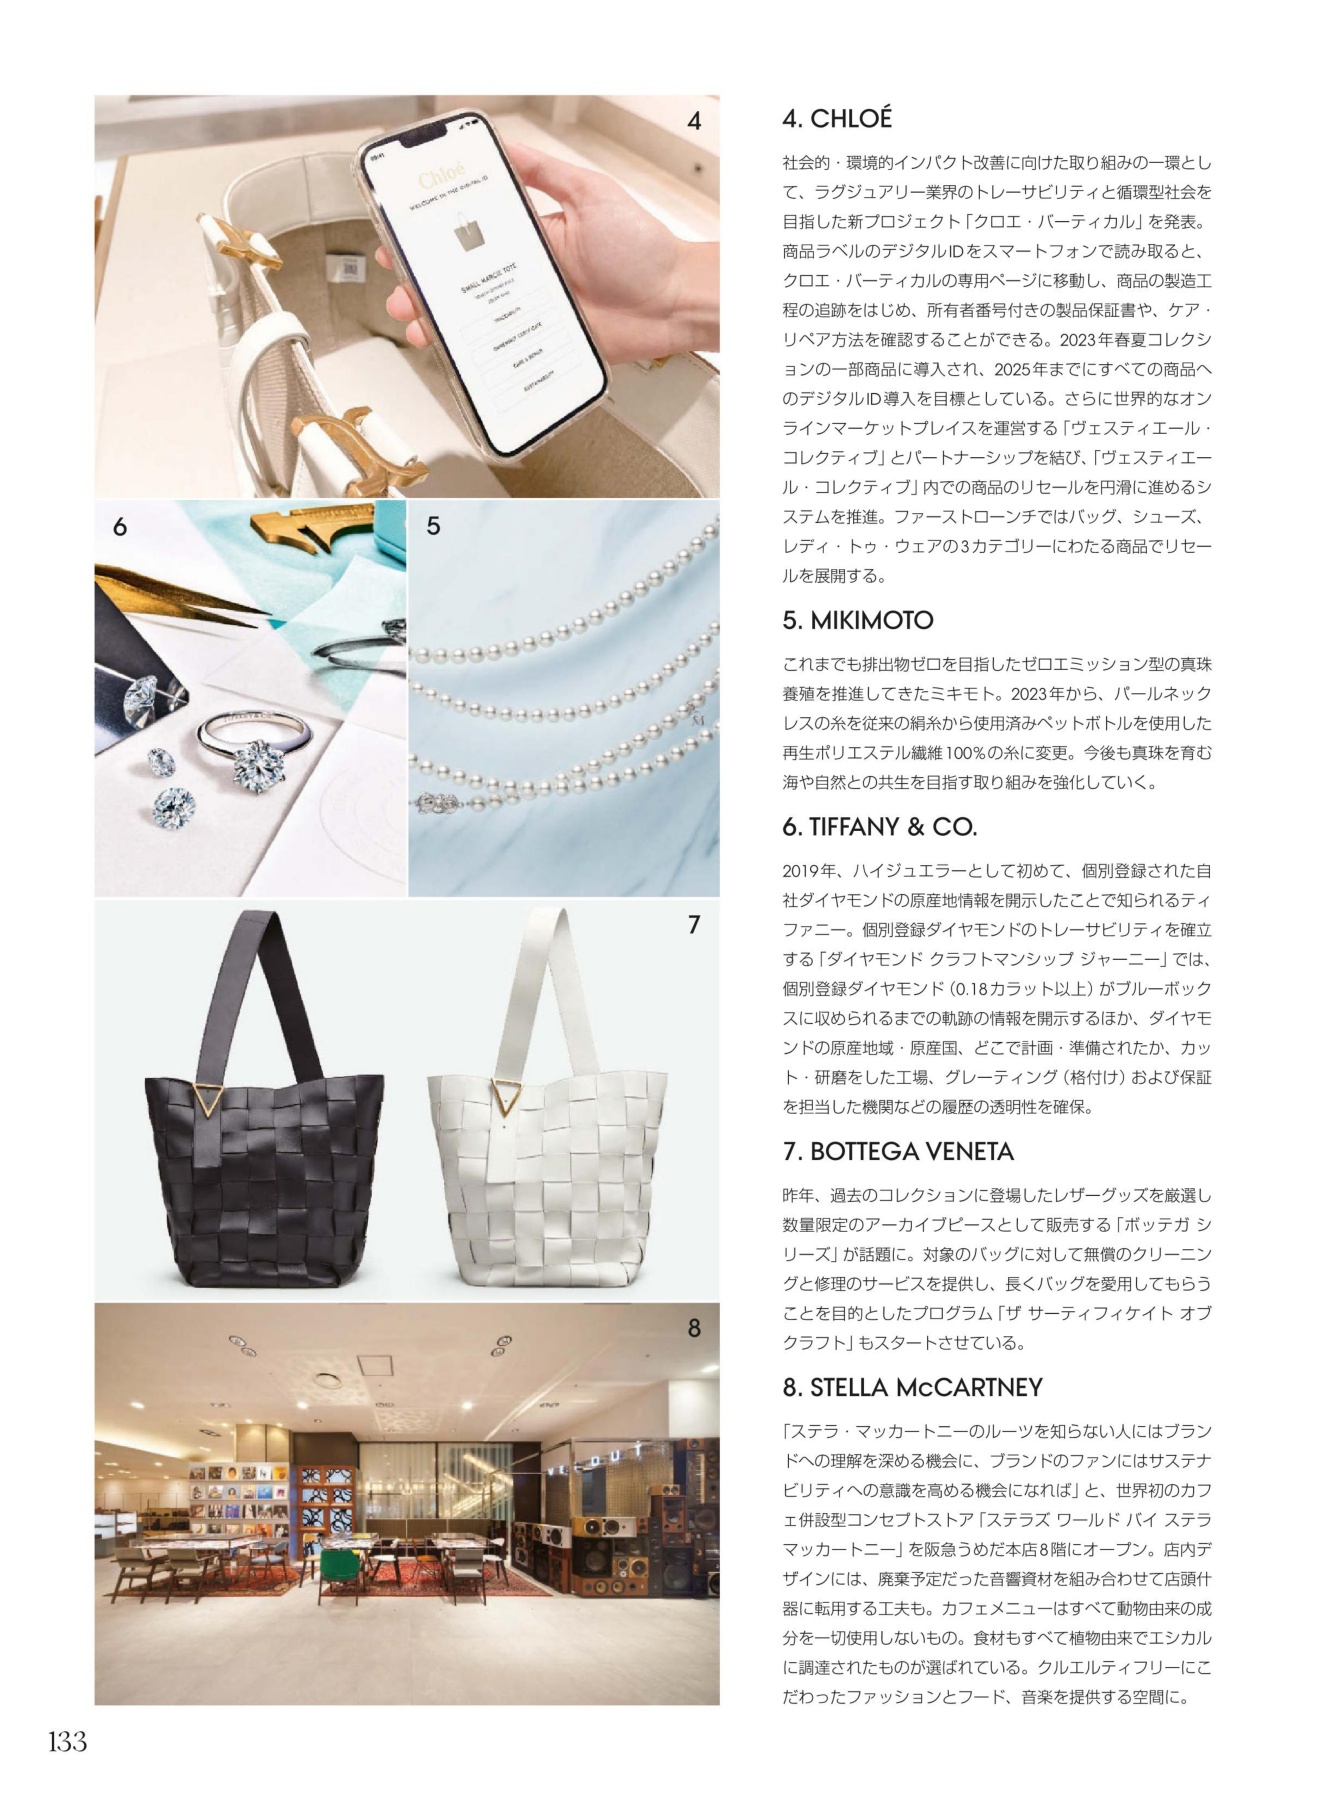 4
Chloé
WELCOME IN THE DIGITAL ID
SMALL MARCIE TOTE
TRACEABILITY
OWNERSHIP CERTIFICATE
CARE & REPAIR
SUSTAINABILITY
6
5
TIFFANY&CO
M
7
8
V
O U T
4. CHLOÉ
社会的・環境的インパクト改善に向けた取り組みの一環とし
て、ラグジュアリー業界のトレーサビリティと循環型社会を
目指した新プロジェクト「クロエ・バーティカル」を発表。
商品ラベルのデジタルIDをスマートフォンで読み取ると、
クロエ・バーティカルの専用ページに移動し、商品の製造工
程の追跡をはじめ、所有者番号付きの製品保証書や、ケア・
リペア方法を確認することができる。2023年春夏コレクシ
ョンの一部商品に導入され、2025年までにすべての商品へ
のデジタルID導入を目標としている。さらに世界的なオン
ラインマーケットプレイスを運営する「ヴェスティエール・
コレクティブ」とパートナーシップを結び、「ヴェスティエー
ル・コレクティブ」内での商品のリセールを円滑に進めるシ
ステムを推進。ファーストローンチではバッグ、シューズ、
レディ・トゥ・ウェアの3カテゴリーにわたる商品でリセー
ルを展開する。
5. MIKIMOTO
これまでも排出物ゼロを目指したゼロエミッション型の真珠
養殖を推進してきたミキモト。2023年から、パールネック
レスの糸を従来の絹糸から使用済みペットボトルを使用した
再生ポリエステル繊維100%の糸に変更。今後も真珠を育む
海や自然との共生を目指す取り組みを強化していく。
6. TIFFANY & CO.
2019年、ハイジュエラーとして初めて、個別登録された自
社ダイヤモンドの原産地情報を開示したことで知られるティ
ファニー。個別登録ダイヤモンドのトレーサビリティを確立
する「ダイヤモンド クラフトマンシップ ジャーニー」では、
個別登録ダイヤモンド（0.18カラット以上）がブルーボック
スに収められるまでの軌跡の情報を開示するほか、ダイヤモ
ンドの原産地域・原産国、どこで計画・準備されたか、カッ
ト・研磨をした工場、グレーティング（格付け）および保証
を担当した機関などの履歴の透明性を確保。
7. BOTTEGA VENETA
昨年、過去のコレクションに登場したレザーグッズを厳選し
数量限定のアーカイブピースとして販売する「ボッテガ シ
リーズ」が話題に。対象のバッグに対して無償のクリーニン
グと修理のサービスを提供し、長くバッグを愛用してもらう
ことを目的としたプログラム「ザ サーティフィケイト オブ
クラフト」もスタートさせている。
8. STELLA McCARTNEY
「ステラ・マッカートニーのルーツを知らない人にはブラン
ドへの理解を深める機会に、ブランドのファンにはサステナ
ビリティへの意識を高める機会になれば」と、世界初のカフ
ェ併設型コンセプトストア「ステラズ ワールド バイ ステラ
マッカートニー」を阪急うめだ本店8階にオープン。店内デ
ザインには、廃棄予定だった音響資材を組み合わせて店頭什
器に転用する工夫も。カフェメニューはすべて動物由来の成
分を一切使用しないもの。食材もすべて植物由来でエシカル
に調達されたものが選ばれている。クルエルティフリーにこ
だわったファッションとフード、音楽を提供する空間に。
133